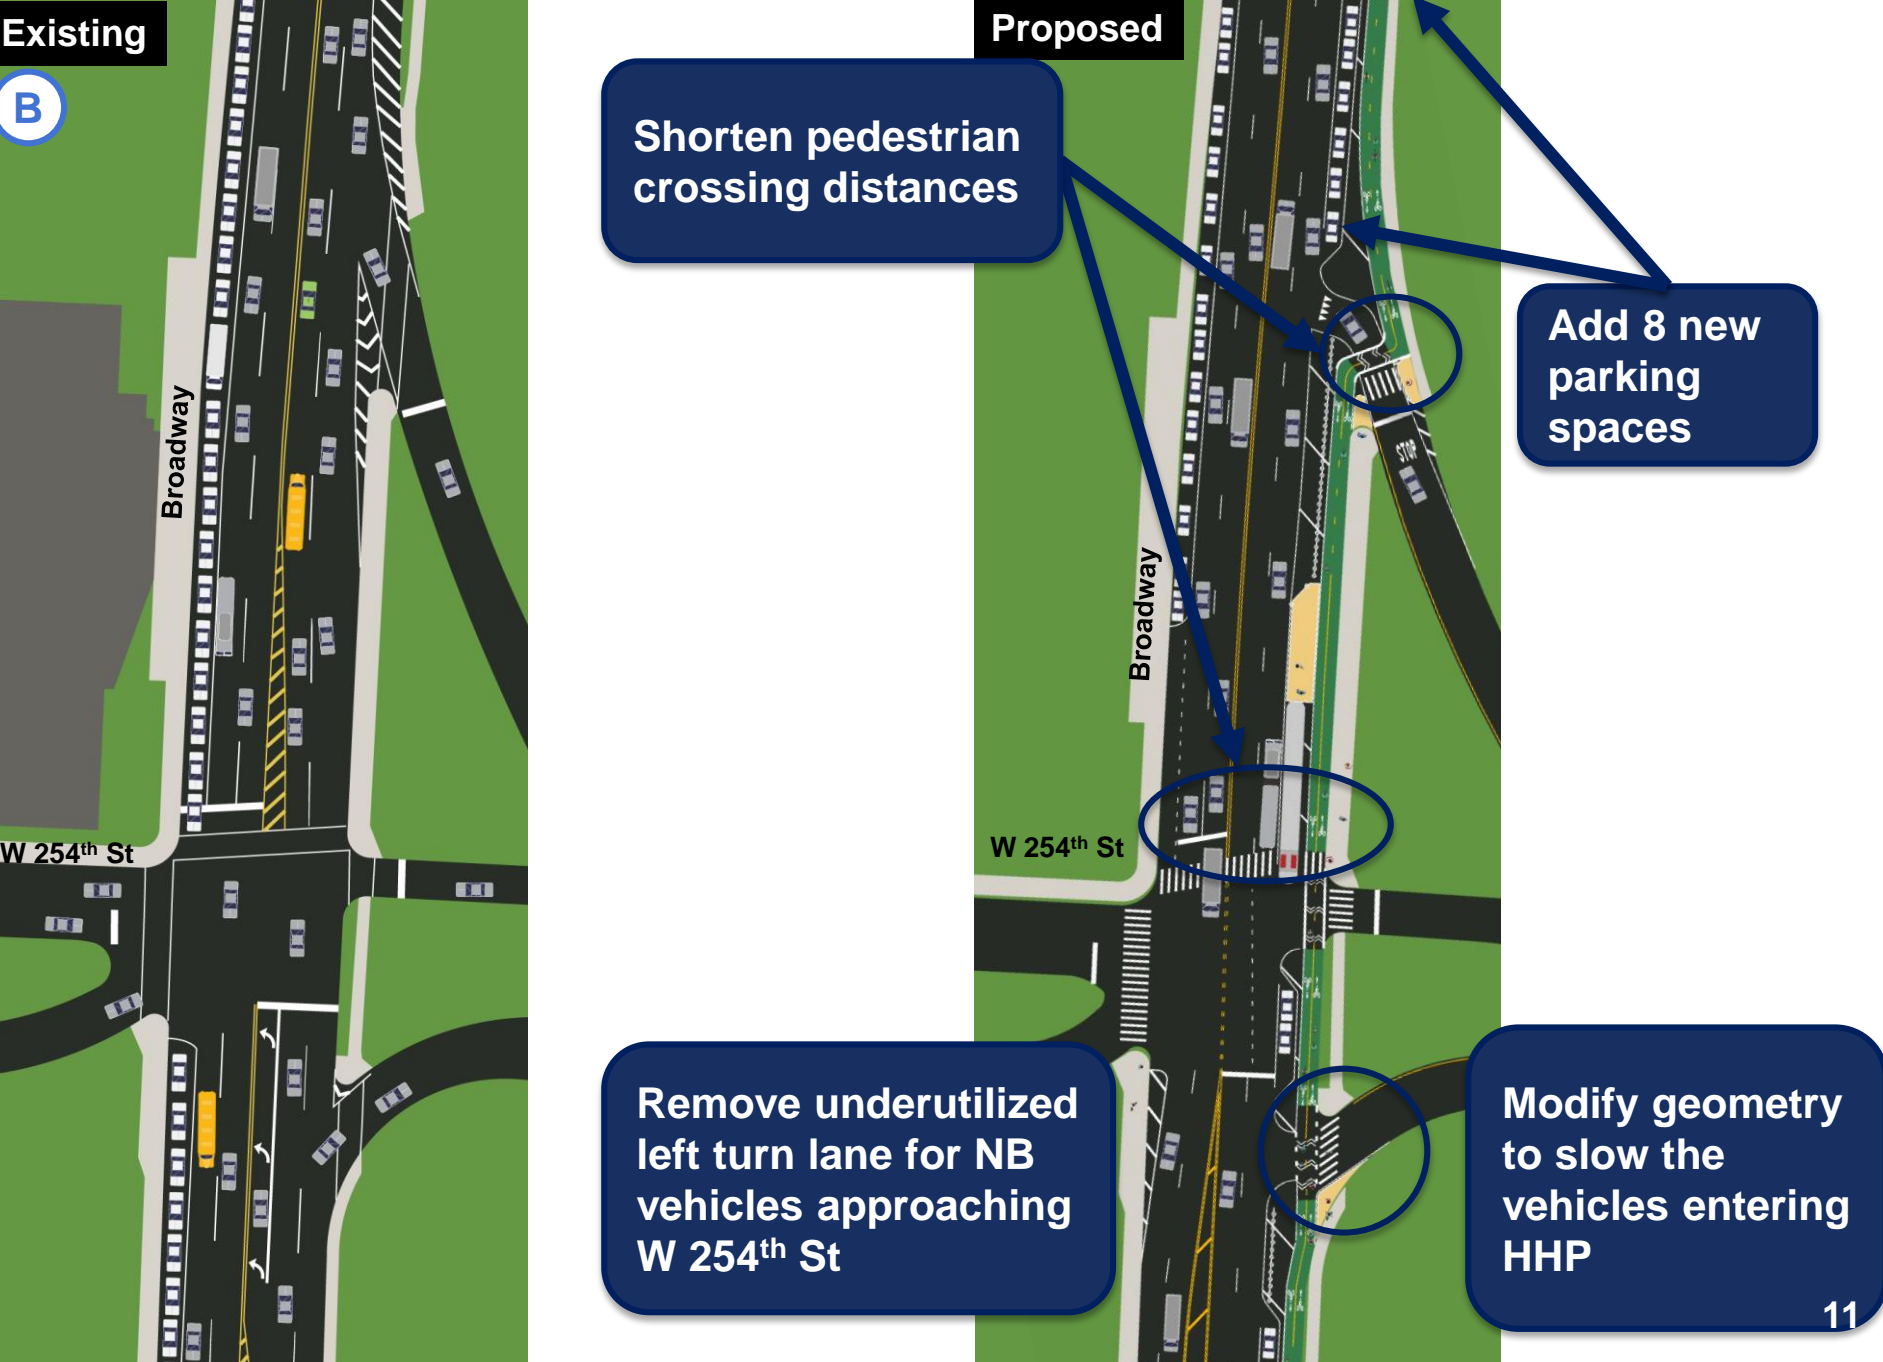 Existing
B
Broadway
W 254th St
Proposed
Shorten pedestrian
crossing distances
Add 8 new
parking
spaces
STOP
Broadway
W 254th St
Remove underutilized
left turn lane for NB
vehicles approaching
W 254th St
Modify geometry
to slow the
vehicles entering
HHP
11